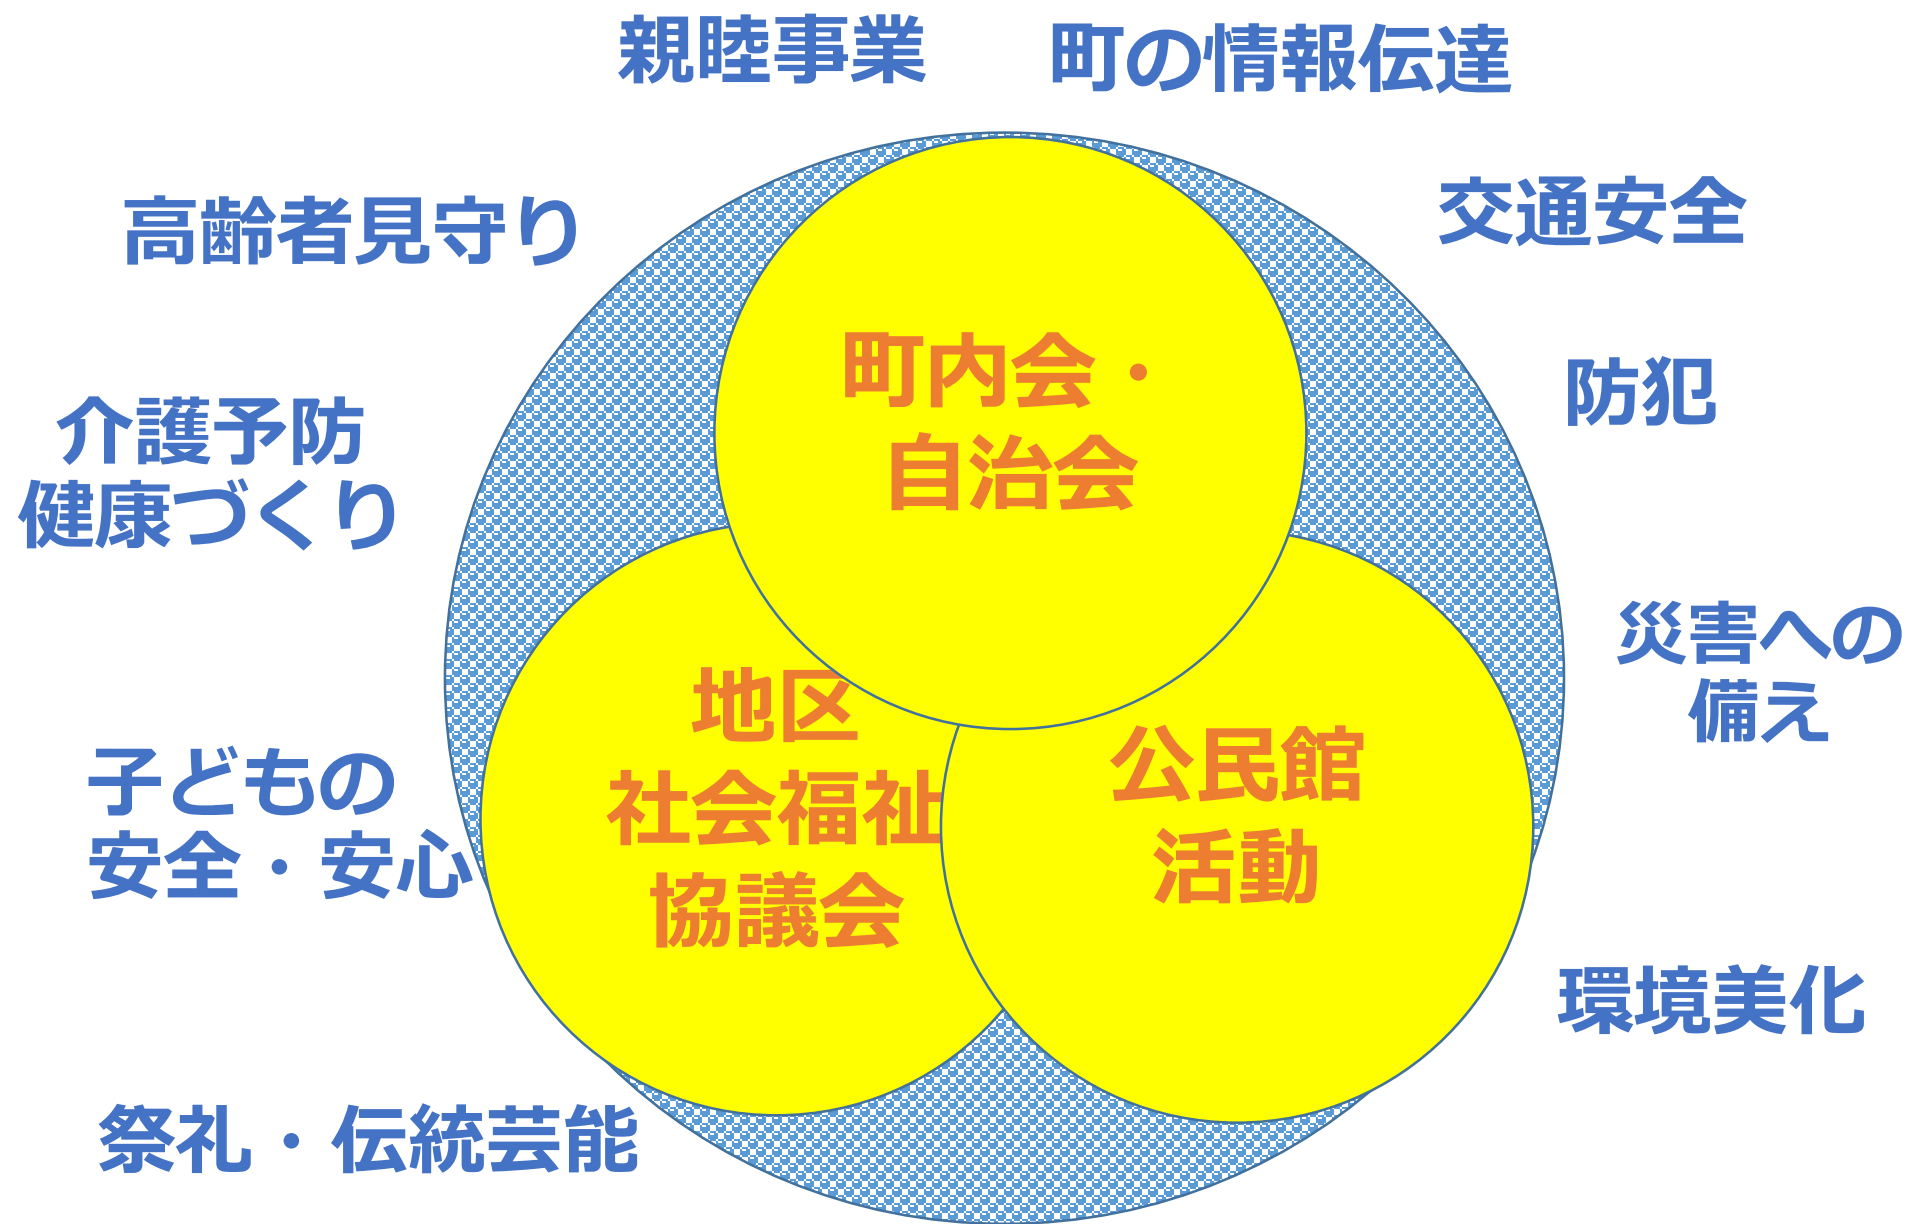 親睦事業
町の情報伝達
高齢者見守り
交通安全
町内会・
自治会
防犯
介護予防
健康づくり
災害への
備え
地区
社会福祉
協議会
公民館
活動
子どもの
安全・安心
環境美化
祭礼・伝統芸能